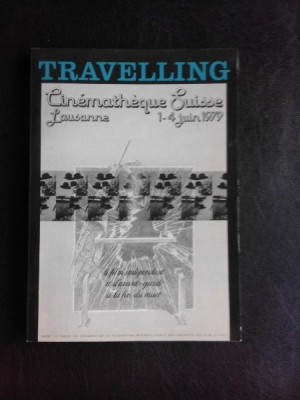 TRAVELLING
Cinémathèque Suisse
Lausanne 1-4 juin 1979
le film indépendant
et d'avant-garde
à la fin du muet